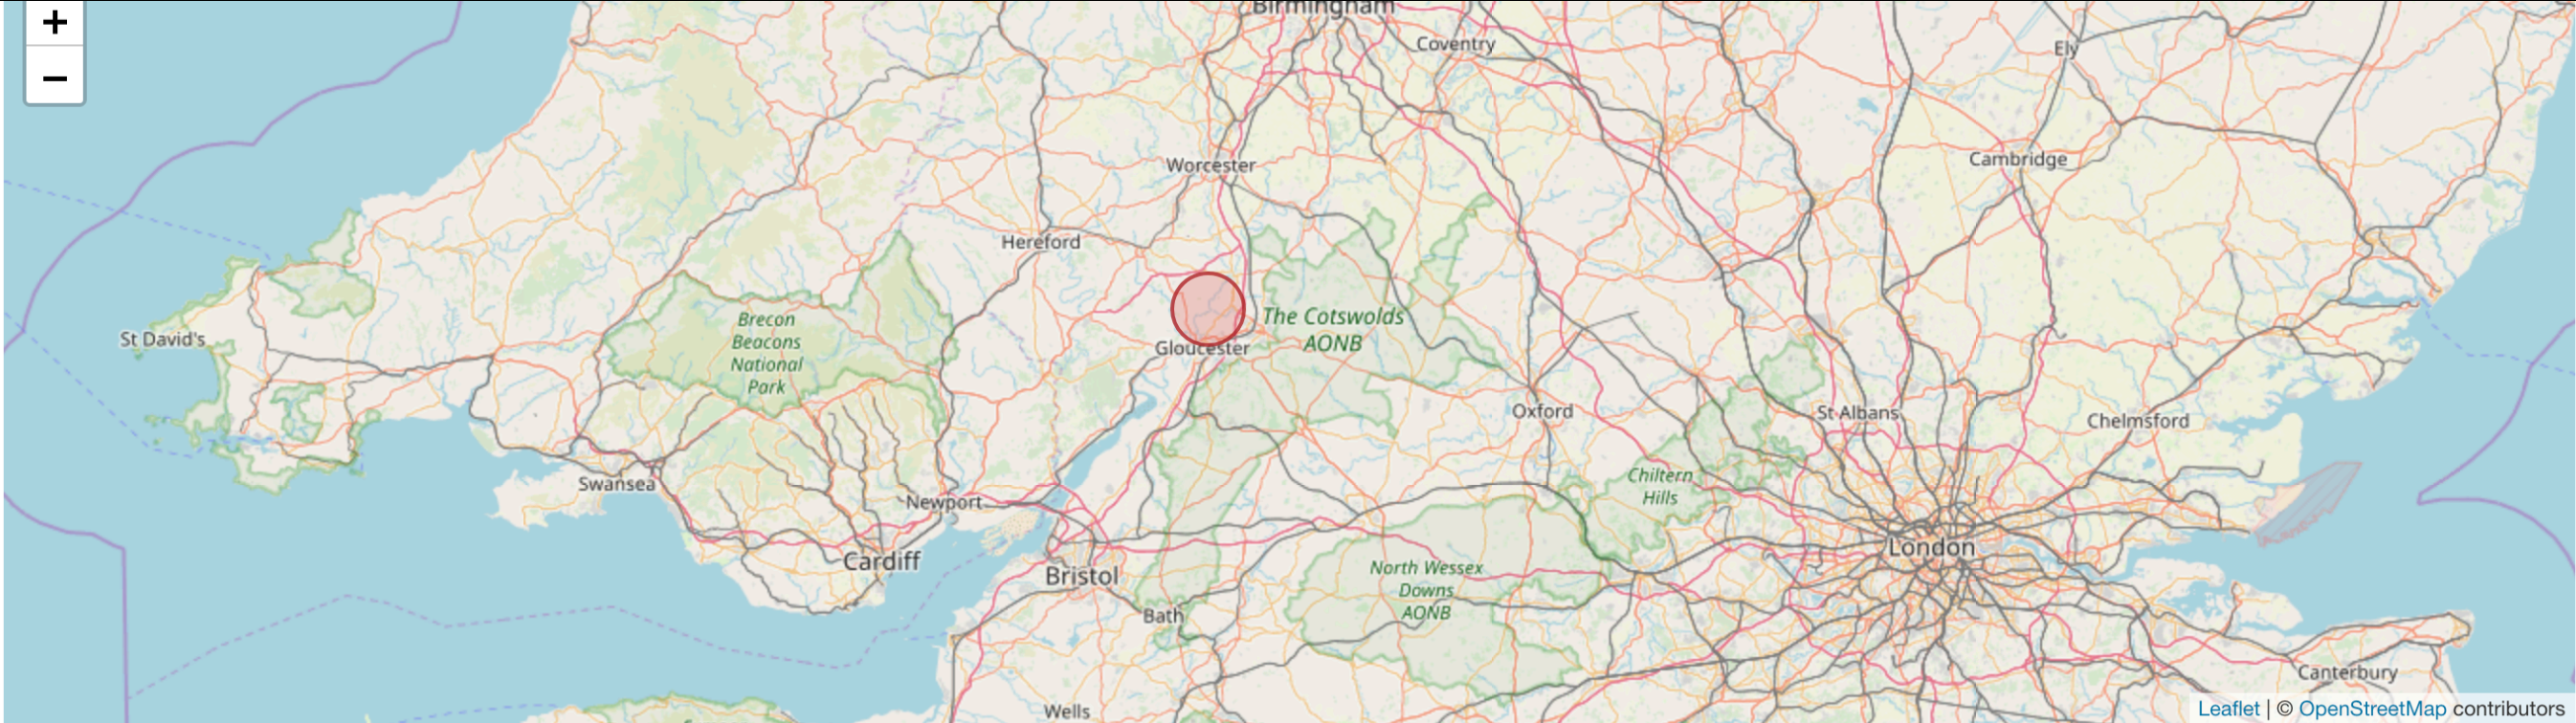 +
Birmingham
Coventry
Ely
−
Worcester
Cambridge
Hereford
St David's
Brecon
Beacons
National
Park
The Cotswolds
AONB
Gloucester
Oxford
St Albans
Chelmsford
Swansea
Newport
Chiltern
Hills
Cardiff
Bristol
London
North Wessex
Downs
AONB
Bath
Canterbury
Wells
Leaflet | © OpenStreetMap contributors